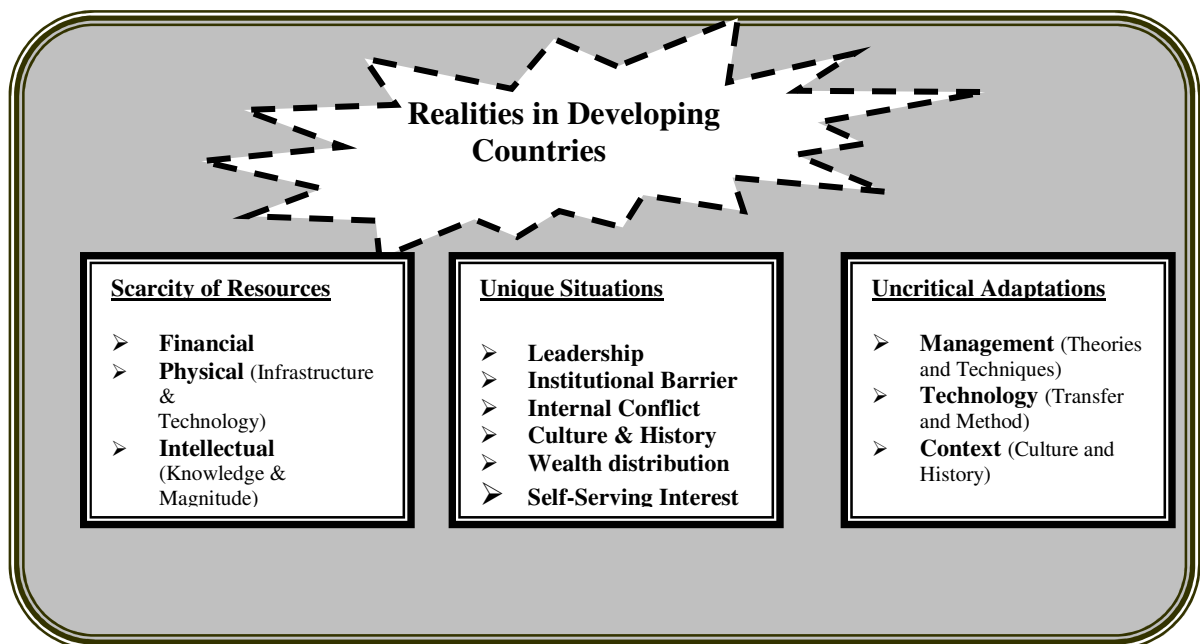 Realities in Developing
Countries
Scarcity of Resources
➢ Financial
➢ Physical (Infrastructure
&
Technology)
➢ Intellectual
(Knowledge &
Magnitude)
Unique Situations
➢ Leadership
➢ Institutional Barrier
➢ Internal Conflict
➢ Culture & History
➢ Wealth distribution
➢ Self-Serving Interest
Uncritical Adaptations
➢ Management (Theories
and Techniques)
➢ Technology (Transfer
and Method)
➢ Context (Culture and
History)